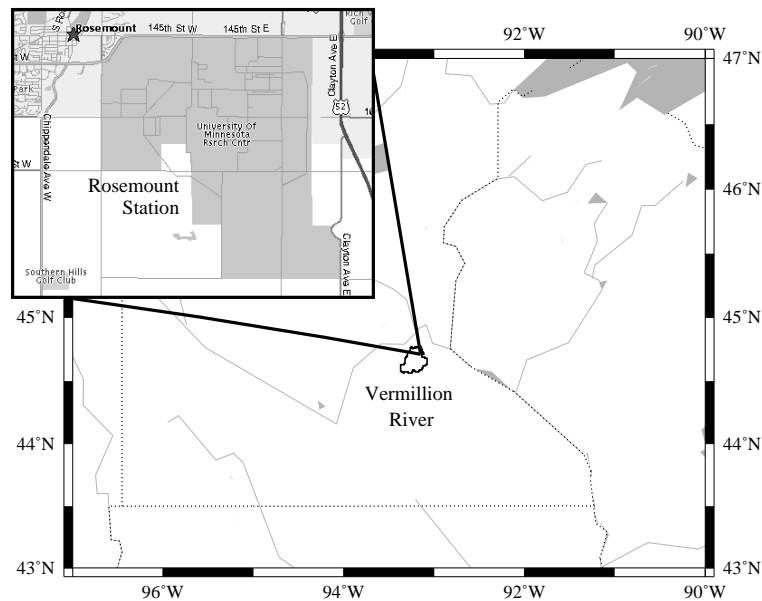 Rosemount
145th St W
145th St E
Golf C
St W
Park
Clayton Ave E
52
16
University Of
Minnesota
Rsrch Cntr
Chippendale Ave W
St W
Rosemount
Station
Clayton Ave E
Southern Hills
Golf Club
92°W
90°W
47°N
46°N
45°N
45°N
Vermillion
River
44°N
44°N
43°N
43°N
96°W
94°W
92°W
90°W